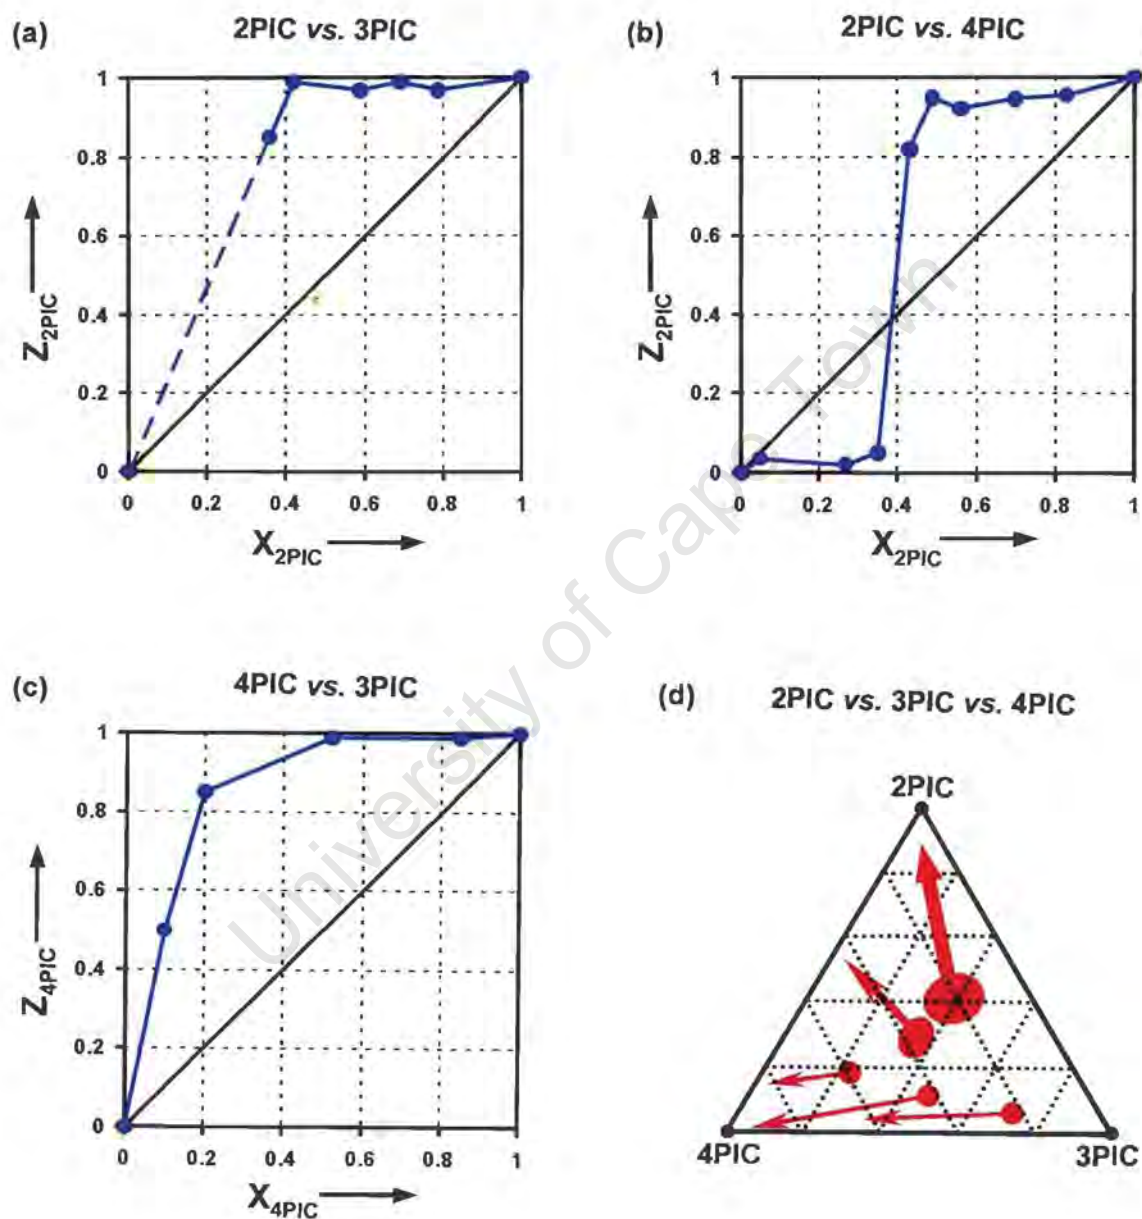 (a) 2PIC vs. 3PIC
1
0.8
0.6
0.4
0.2
0
0 0.2 0.4 0.6 0.8 1
Z2PIC
X2PIC
(b) 2PIC vs. 4PIC
1
0.8
0.6
0.4
0.2
0
0 0.2 0.4 0.6 0.8 1
Z2PIC
X2PIC
(c) 4PIC vs. 3PIC
1
0.8
0.6
0.4
0.2
0
0 0.2 0.4 0.6 0.8 1
Z4PIC
X4PIC
(d) 2PIC vs. 3PIC vs. 4PIC
2PIC
4PIC 3PIC
University of Cape Town